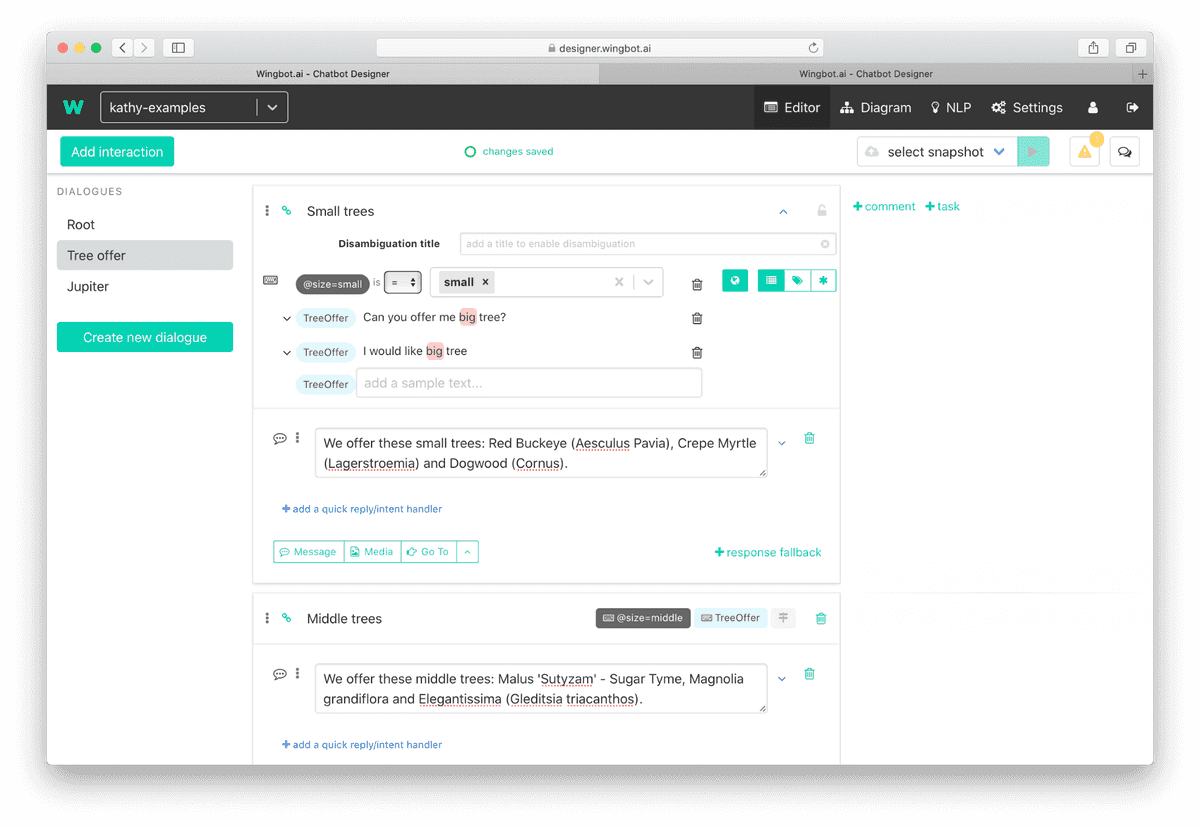 designer.wingbot.ai
Wingbot.ai - Chatbot Designer
Wingbot.ai - Chatbot Designer
W
kathy-examples
Editor
Diagram
NLP
Settings
Add interaction
changes saved
select snapshot
DIALOGUES
Root
Tree offer
Jupiter
Create new dialogue
Small trees
+comment
+task
Disambiguation title
add a title to enable disambiguation
@size=small is = small ×
TreeOffer Can you offer me big tree?
TreeOffer I would like big tree
TreeOffer add a sample text...
We offer these small trees: Red Buckeye (Aesculus Pavia), Crepe Myrtle
(Lagerstroemia) and Dogwood (Cornus).
+ add a quick reply/intent handler
Message
Media
Go To
+response fallback
Middle trees
@size=middle
TreeOffer
We offer these middle trees: Malus 'Sutyzam' - Sugar Tyme, Magnolia
grandiflora and Elegantissima (Gleditsia triacanthos).
+ add a quick reply/intent handler